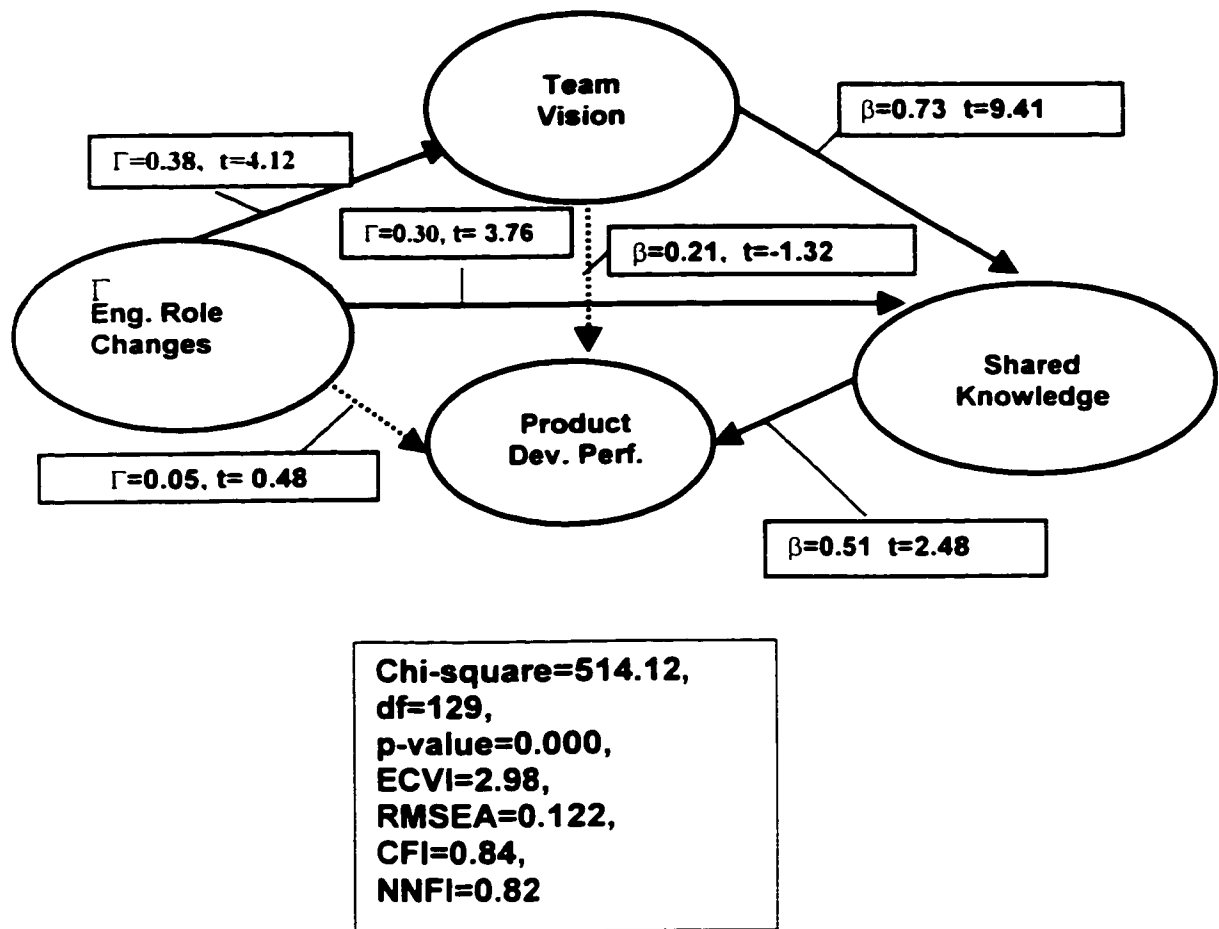 Team
Vision
β=0.73 t=9.41
Γ=0.38, t=4.12
Γ=0.30, t= 3.76
β=0.21, t=-1.32
Γ
Eng. Role
Changes
Shared
Knowledge
Product
Dev. Perf.
Γ=0.05, t= 0.48
β=0.51 t=2.48
Chi-square=514.12,
df=129,
p-value=0.000,
ECVI=2.98,
RMSEA=0.122,
CFI=0.84,
NNFI=0.82